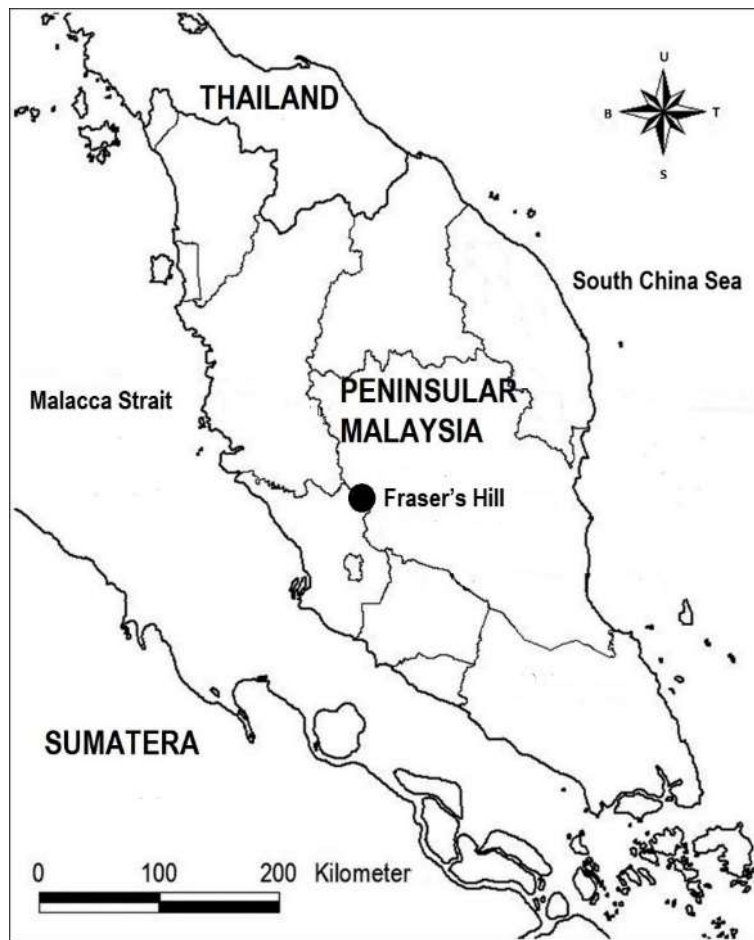 THAILAND
U
B
T
S
South China Sea
PENINSULAR
MALAYSIA
Malacca Strait
Fraser's Hill
SUMATERA
0 100 200 Kilometer